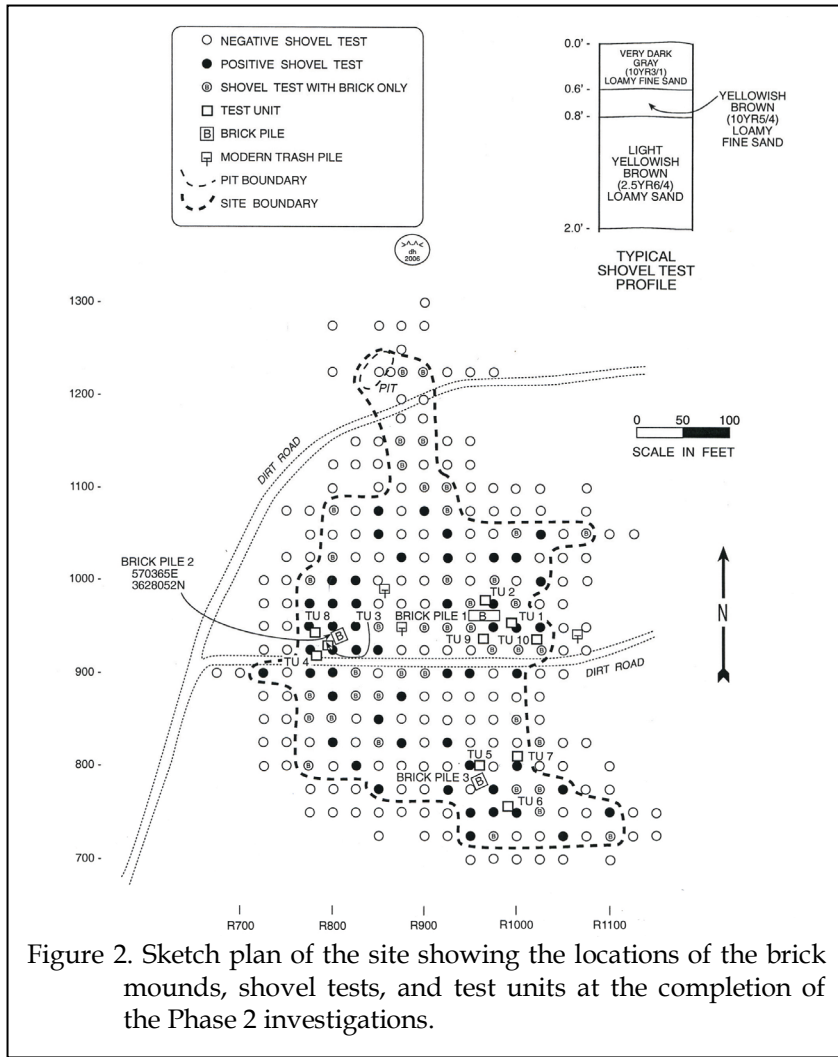 NEGATIVE SHOVEL TEST
POSITIVE SHOVEL TEST
B SHOVEL TEST WITH BRICK ONLY
TEST UNIT
B BRICK PILE
MODERN TRASH PILE
PIT BOUNDARY
SITE BOUNDARY
>^-^<
dh
2006
0.0' -
VERY DARK
GRAY
(10YR3/1)
LOAMY FINE SAND
0.6' -
YELLOWISH
BROWN
(10YR5/4)
LOAMY
FINE SAND
0.8' -
LIGHT
YELLOWISH
BROWN
(2.5YR6/4)
LOAMY SAND
2.0' -
TYPICAL
SHOVEL TEST
PROFILE
1300 -
1200 -
PIT
DIRT ROAD
0 50 100
SCALE IN FEET
1100 -
BRICK PILE 2
570365E
3628052N
1000 -
TU 2
TU 8
TU 3
BRICK PILE 1
B
TU 1
B
TU 9
TU 10
N
TU 4
900 -
DIRT ROAD
TU 5
TU 7
800 -
BRICK PILE 3
B
TU 6
700 -
R700 R800 R900 R1000 R1100
Figure 2. Sketch plan of the site showing the locations of the brick
mounds, shovel tests, and test units at the completion of
the Phase 2 investigations.